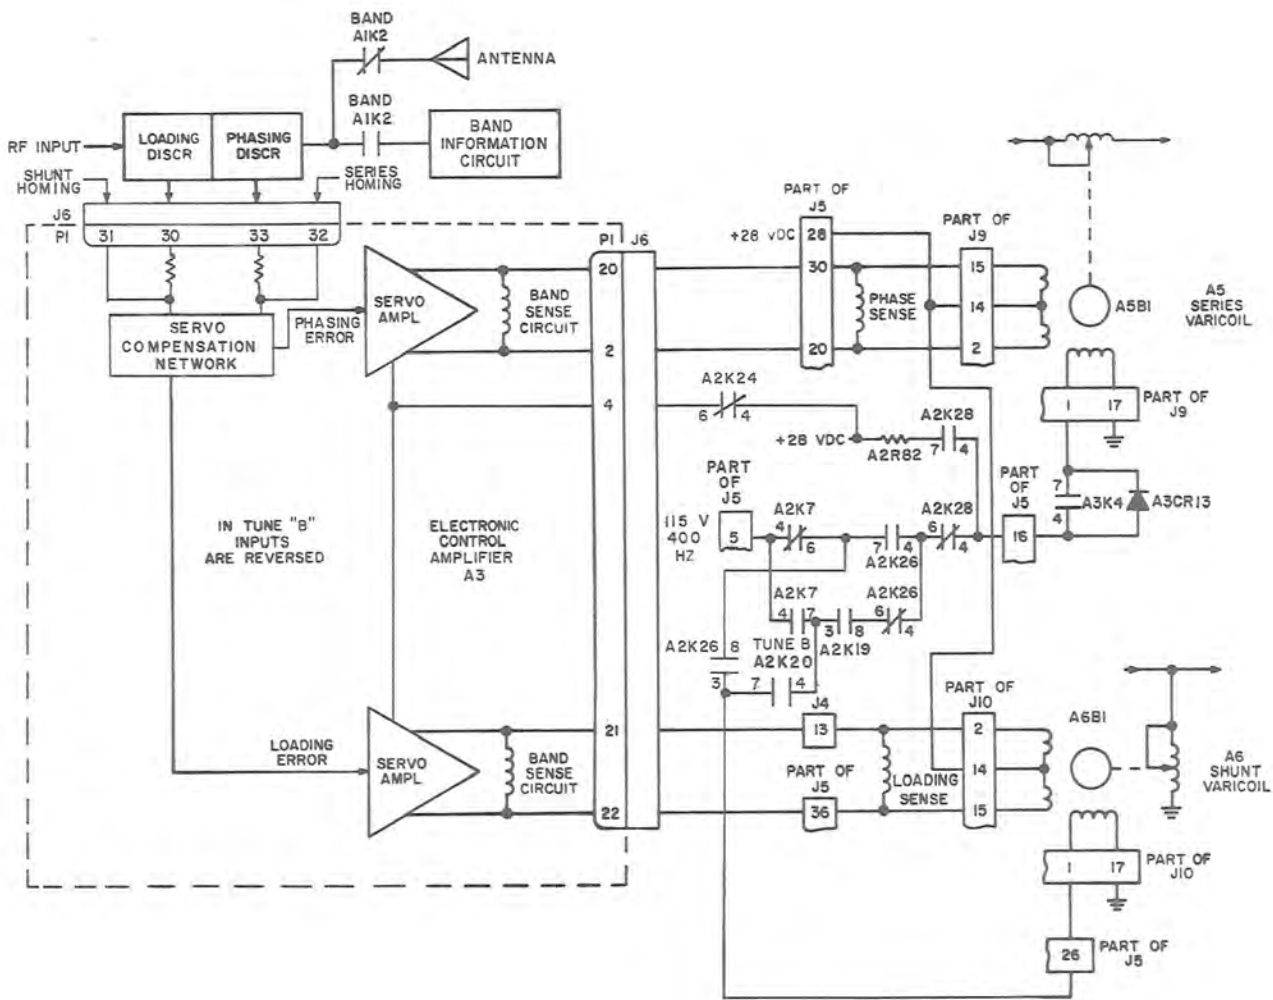 BAND
A1K2
ANTENNA
BAND
A1K2
RF INPUT
LOADING
DISCR
PHASING
DISCR
BAND
INFORMATION
CIRCUIT
SHUNT
HOMING
SERIES
HOMING
J6
P1
31
30
33
32
SERVO
COMPENSATION
NETWORK
PHASING
ERROR
SERVO
AMPL
BAND
SENSE
CIRCUIT
P1
J6
20
2
4
PART OF
J5
+28 VDC
28
30
20
PHASE
SENSE
PART OF
J9
15
14
2
A5B1
A5
SERIES
VARICOIL
1
17
PART OF
J9
A2K24
6
4
+28 VDC
A2R82
A2K28
7
4
PART
OF
J5
115 V
400
HZ
5
A2K7
4
6
7
4
A2K26
A2K28
6
4
PART
OF
J5
16
7
4
A3K4
A3CR13
IN TUNE "B"
INPUTS
ARE REVERSED
ELECTRONIC
CONTROL
AMPLIFIER
A3
A2K7
4
7
3
8
A2K19
A2K26
6
4
A2K26
8
3
TUNE B
A2K20
7
4
LOADING
ERROR
SERVO
AMPL
BAND
SENSE
CIRCUIT
21
22
J4
13
PART OF
J5
36
LOADING
SENSE
PART OF
J10
2
14
15
A6B1
A6
SHUNT
VARICOIL
1
17
PART OF
J10
26
PART OF
J5